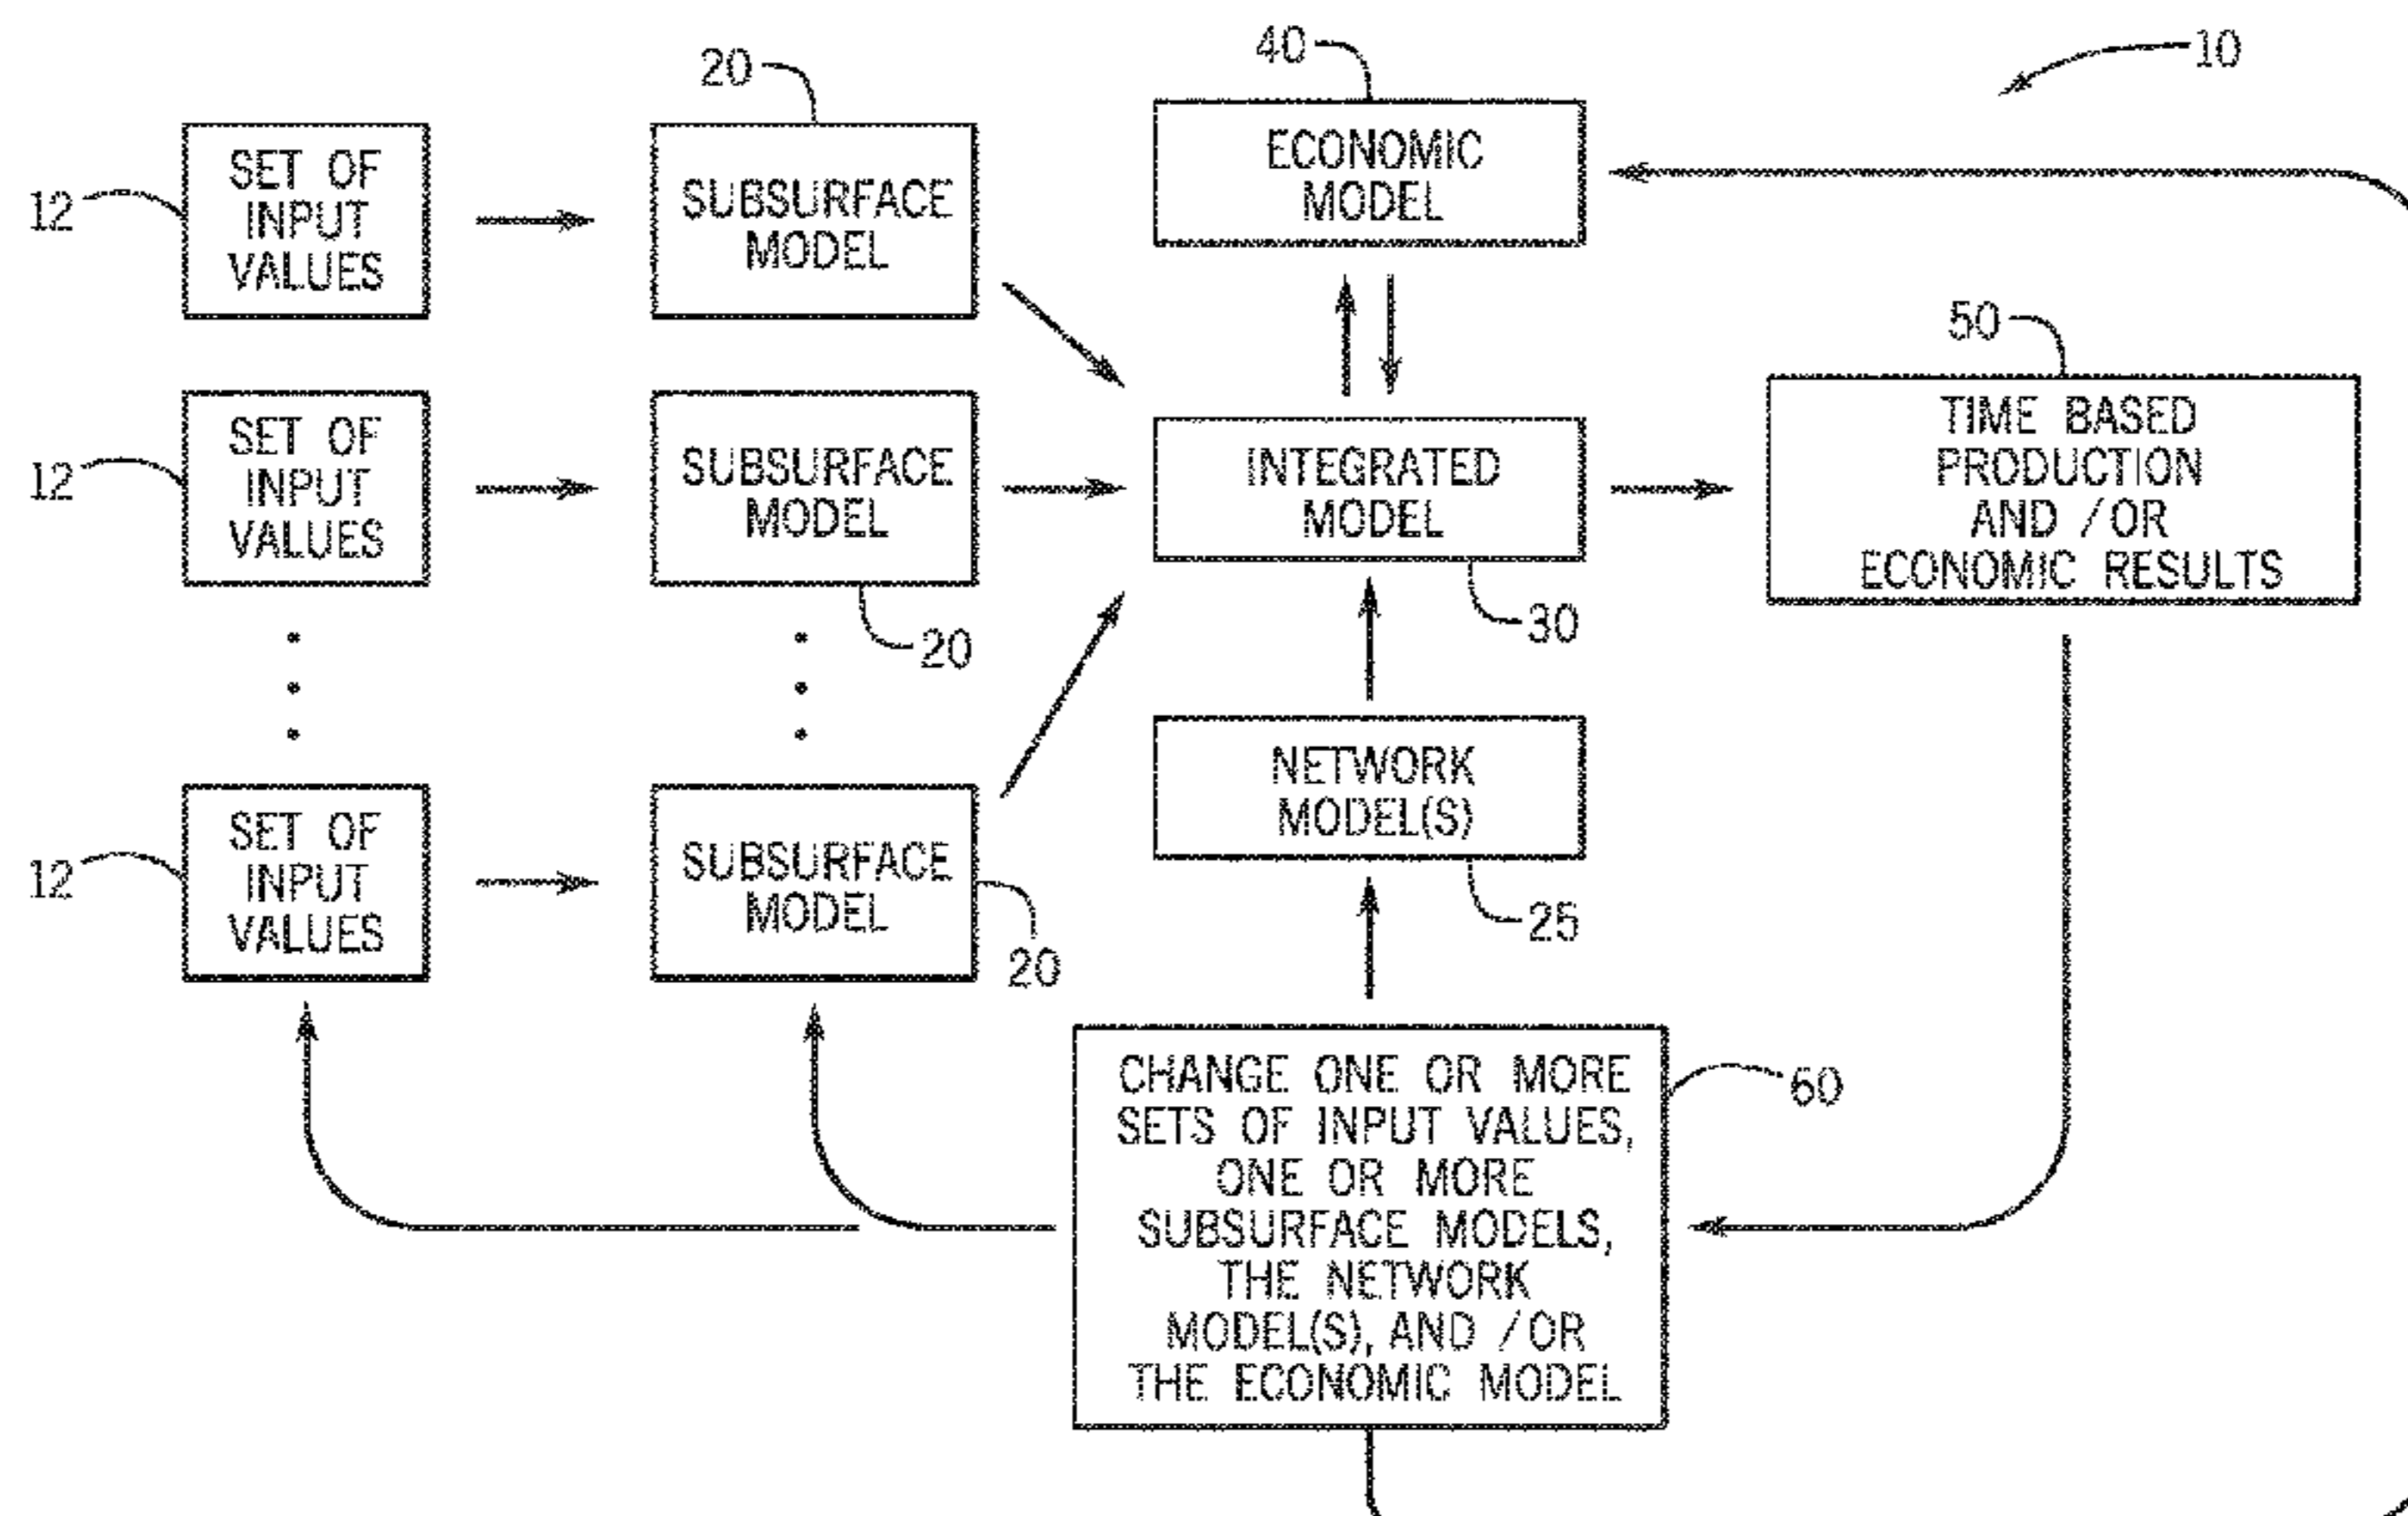 40
10
20
ECONOMIC
MODEL
12
SET OF
INPUT
VALUES
SUBSURFACE
MODEL
50
12
SET OF
INPUT
VALUES
SUBSURFACE
MODEL
INTEGRATED
MODEL
TIME BASED
PRODUCTION
AND /OR
ECONOMIC RESULTS
20
30
NETWORK
MODEL(S)
25
12
SET OF
INPUT
VALUES
SUBSURFACE
MODEL
20
CHANGE ONE OR MORE
SETS OF INPUT VALUES,
ONE OR MORE
SUBSURFACE MODELS,
THE NETWORK
MODEL(S), AND /OR
THE ECONOMIC MODEL
60